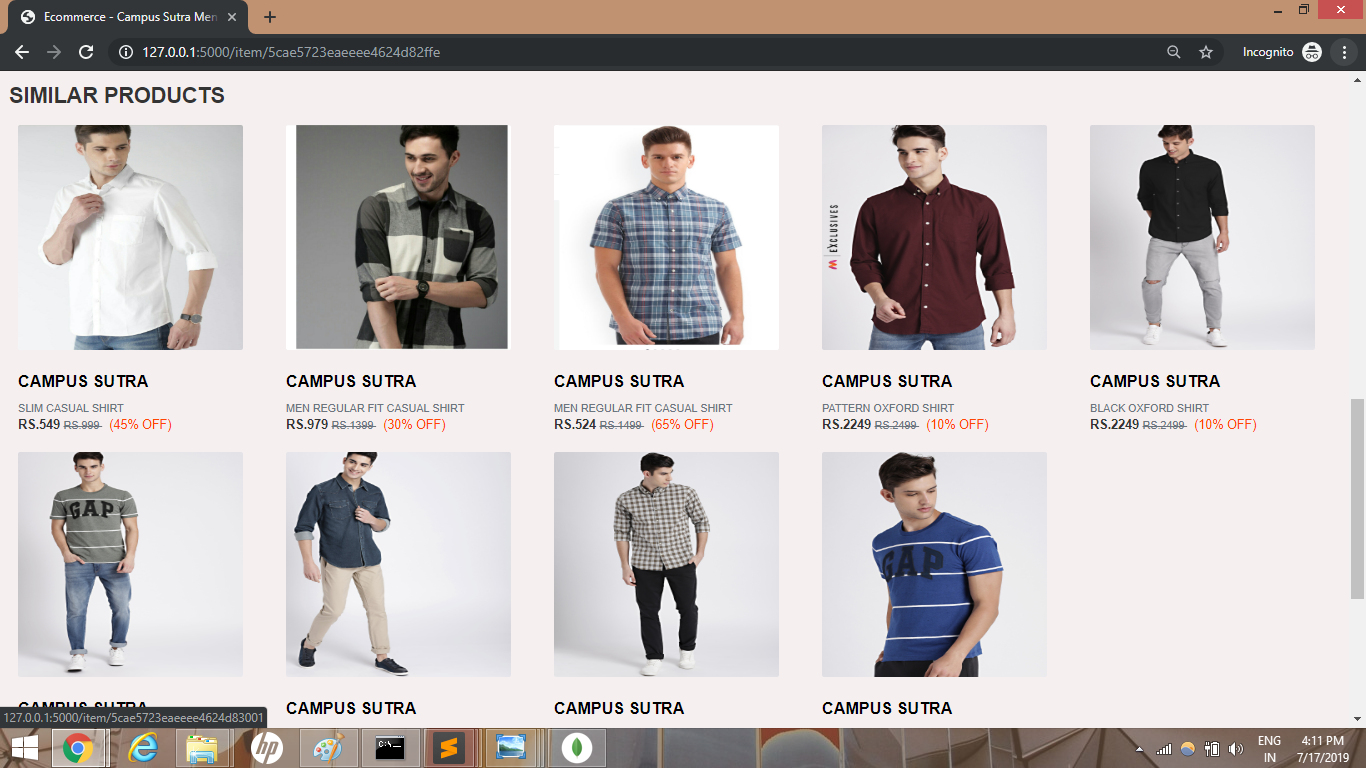 Ecommerce - Campus Sutra Men
127.0.0.1:5000/item/5cae5723eaeeee4624d82ffe
Incognito
SIMILAR PRODUCTS
W EXCLUSIVES
CAMPUS SUTRA CAMPUS SUTRA CAMPUS SUTRA CAMPUS SUTRA CAMPUS SUTRA
SLIM CASUAL SHIRT MEN REGULAR FIT CASUAL SHIRT MEN REGULAR FIT CASUAL SHIRT PATTERN OXFORD SHIRT BLACK OXFORD SHIRT
RS.549 RS.999 (45% OFF) RS.979 RS.1399 (30% OFF) RS.524 RS.1499 (65% OFF) RS.2249 RS.2499 (10% OFF) RS.2249 RS.2499 (10% OFF)
GAP
GAP
CAMPUS SUTRA CAMPUS SUTRA CAMPUS SUTRA CAMPUS SUTRA
127.0.0.1:5000/item/5cae5723eaeeee4624d83001
hp
C:\_
ENG 4:11 PM
IN 7/17/2019